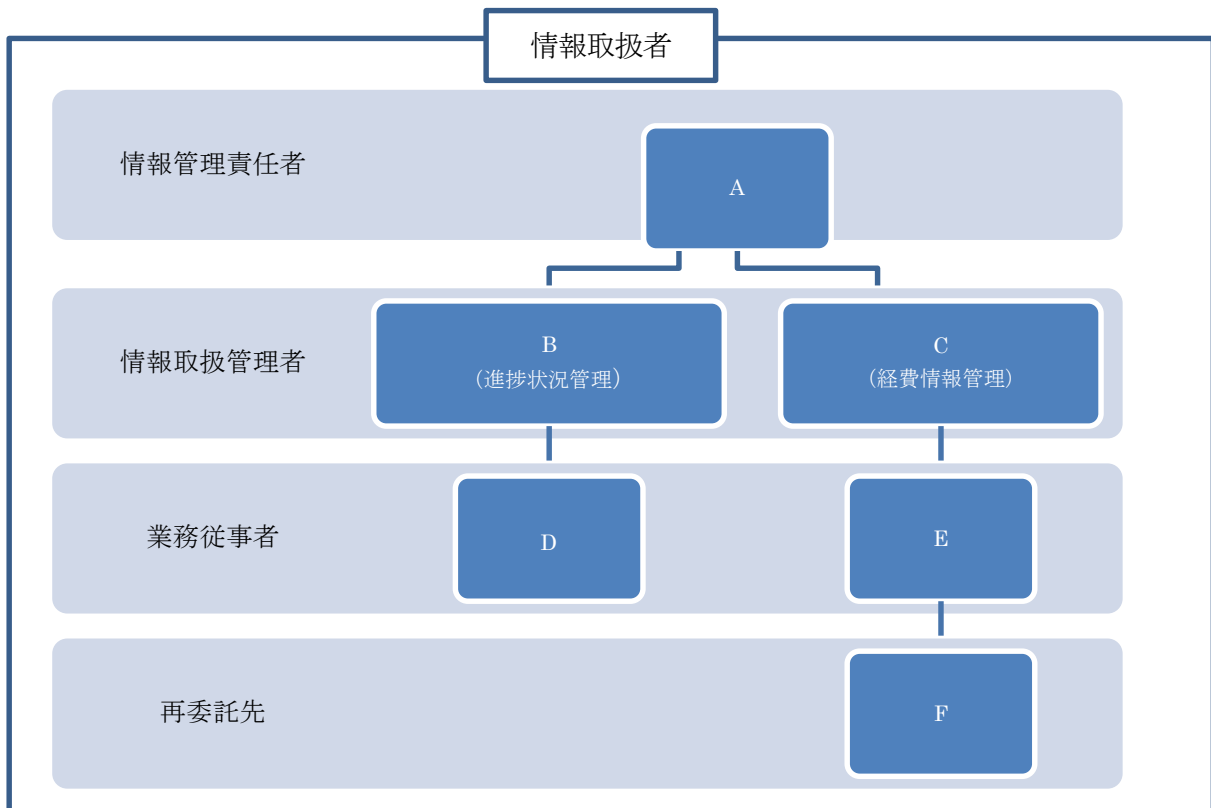 情報取扱者
情報管理責任者
A
情報取扱管理者
B
(進捗状況管理)
C
(経費情報管理)
業務従事者
D
E
再委託先
F